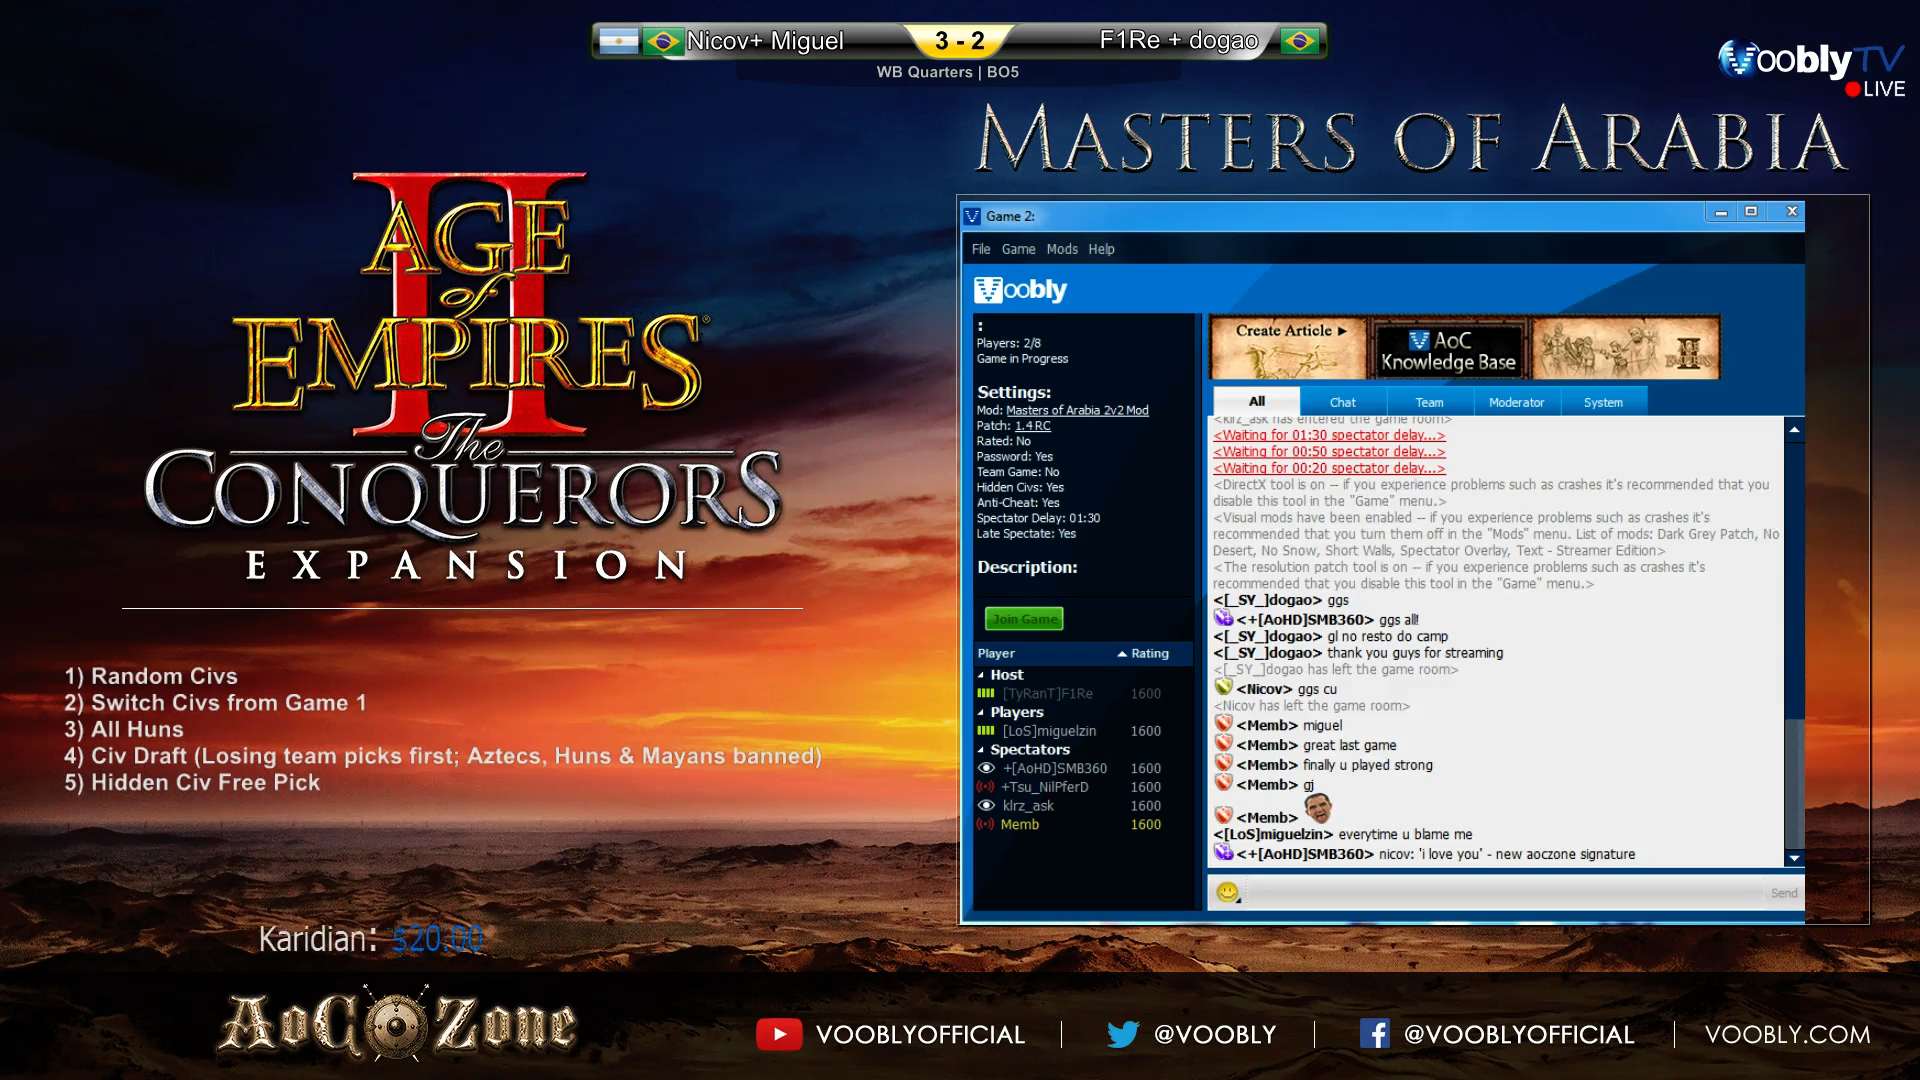 Nicov+ Miguel
3 - 2
F1Re + dogao
WB Quarters | BO5
VooblyTV
LIVE
MASTERS OF ARABIA
II
AGE
of
EMPIRES®
The
CONQUERORS
EXPANSION
1) Random Civs
2) Switch Civs from Game 1
3) All Huns
4) Civ Draft (Losing team picks first; Aztecs, Huns & Mayans banned)
5) Hidden Civ Free Pick
Karidian: $20.00
AoC Zone
Game 2:
File Game Mods Help
Voobly
:
Players: 2/8
Game in Progress
Settings:
Mod: Masters of Arabia 2v2 Mod
Patch: 1.4 RC
Rated: No
Password: Yes
Team Game: No
Hidden Civs: Yes
Anti-Cheat: Yes
Spectator Delay: 01:30
Late Spectate: Yes
Description:
Join Game
Player Rating
Host
[TyRanT]F1Re 1600
Players
[LoS]miguelzin 1600
Spectators
+[AoHD]SMB360 1600
+Tsu_NilPferD 1600
klrz_ask 1600
Memb 1600
Create Article ►
AoC
Knowledge Base
All Chat Team Moderator System
<klrz_ask has entered the game room>
<Waiting for 01:30 spectator delay...>
<Waiting for 00:50 spectator delay...>
<Waiting for 00:20 spectator delay...>
<DirectX tool is on -- if you experience problems such as crashes it's recommended that you
disable this tool in the "Game" menu.>
<Visual mods have been enabled -- if you experience problems such as crashes it's
recommended that you turn them off in the "Mods" menu. List of mods: Dark Grey Patch, No
Desert, No Snow, Short Walls, Spectator Overlay, Text - Streamer Edition>
<The resolution patch tool is on -- if you experience problems such as crashes it's
recommended that you disable this tool in the "Game" menu.>
<[_SY_]dogao> ggs
<+[AoHD]SMB360> ggs all!
<[_SY_]dogao> gl no resto do camp
<[_SY_]dogao> thank you guys for streaming
<[_SY_]dogao has left the game room>
<Nicov> ggs cu
<Nicov has left the game room>
<Memb> miguel
<Memb> great last game
<Memb> finally u played strong
<Memb> gj
<Memb>
<[LoS]miguelzin> everytime u blame me
<+[AoHD]SMB360> nicov: 'i love you' - new aoczone signature
Send
VOOBLYOFFICIAL | @VOOBLY | @VOOBLYOFFICIAL | VOOBLY.COM